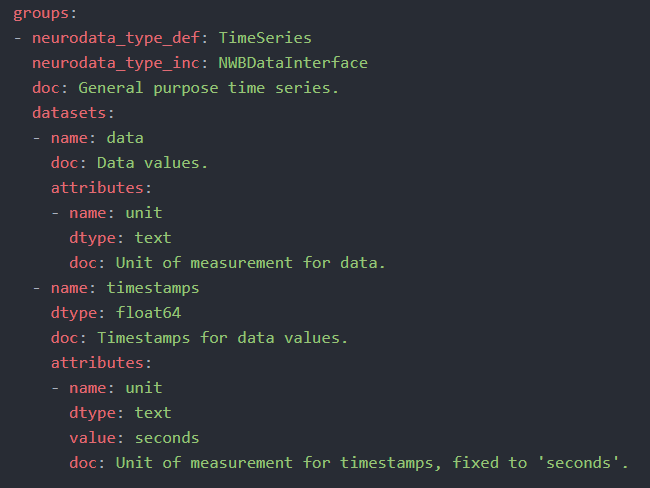 groups:
- neurodata_type_def: TimeSeries
  neurodata_type_inc: NWBDataInterface
  doc: General purpose time series.
  datasets:
  - name: data
    doc: Data values.
    attributes:
    - name: unit
      dtype: text
      doc: Unit of measurement for data.
  - name: timestamps
    dtype: float64
    doc: Timestamps for data values.
    attributes:
    - name: unit
      dtype: text
      value: seconds
      doc: Unit of measurement for timestamps, fixed to 'seconds'.